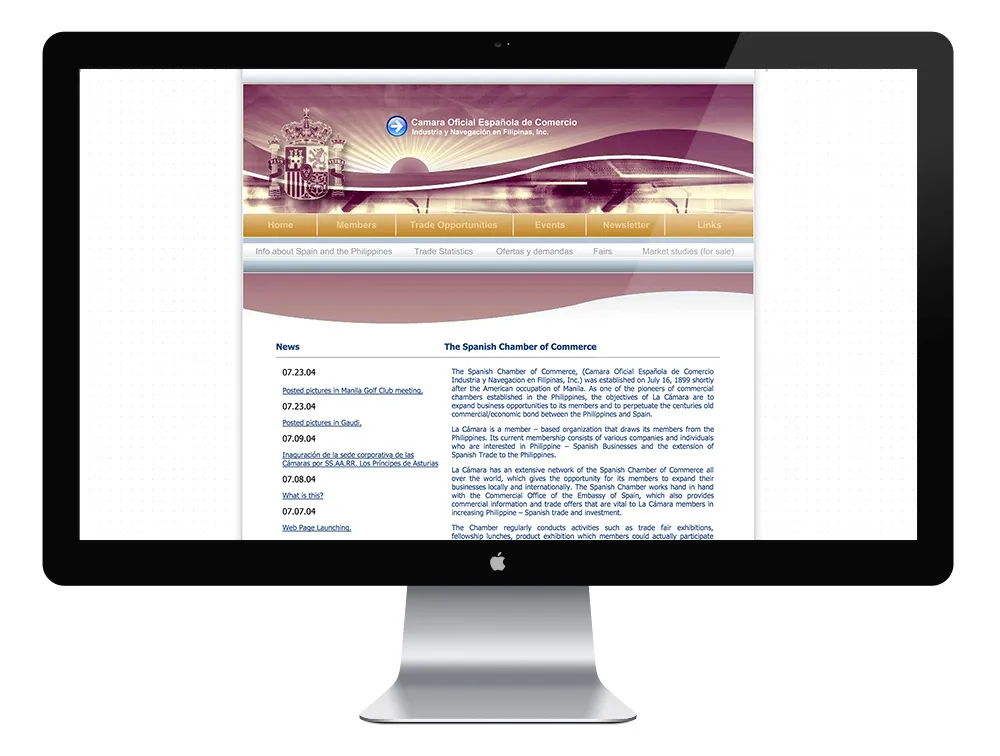 Camara Oficial Española de Comercio
Industria y Navegación en Filipinas, Inc.
Home Members Trade Opportunities Events Newsletter Links
Info about Spain and the Philippines Trade Statistics Ofertas y demandas Fairs Market studies (for sale)
News
07.23.04
Posted pictures in Manila Golf Club meeting.
07.23.04
Posted pictures in Gaudi.
07.09.04
Inaguración de la sede corporativa de las
Cámaras por SS.AA.RR. Los Príncipes de Asturias
07.08.04
What is this?
07.07.04
Web Page Launching.
The Spanish Chamber of Commerce
The Spanish Chamber of Commerce, (Camara Oficial Española de Comercio
Industria y Navegacion en Filipinas, Inc.) was established on July 16, 1899 shortly
after the American occupation of Manila. As one of the pioneers of commercial
chambers established in the Philippines, the objectives of La Cámara are to
expand business opportunities to its members and to perpetuate the centuries old
commercial/economic bond between the Philippines and Spain.
La Cámara is a member – based organization that draws its members from the
Philippines. Its current membership consists of various companies and individuals
who are interested in Philippine – Spanish Businesses and the extension of
Spanish Trade to the Philippines.
La Cámara has an extensive network of the Spanish Chamber of Commerce all
over the world, which gives the opportunity for its members to expand their
businesses locally and internationally. The Spanish Chamber works hand in hand
with the Commercial Office of the Embassy of Spain, which also provides
commercial information and trade offers that are vital to La Cámara members in
increasing Philippine – Spanish trade and investment.
The Chamber regularly conducts activities such as trade fair exhibitions,
fellowship lunches, product exhibition which members could actually participate